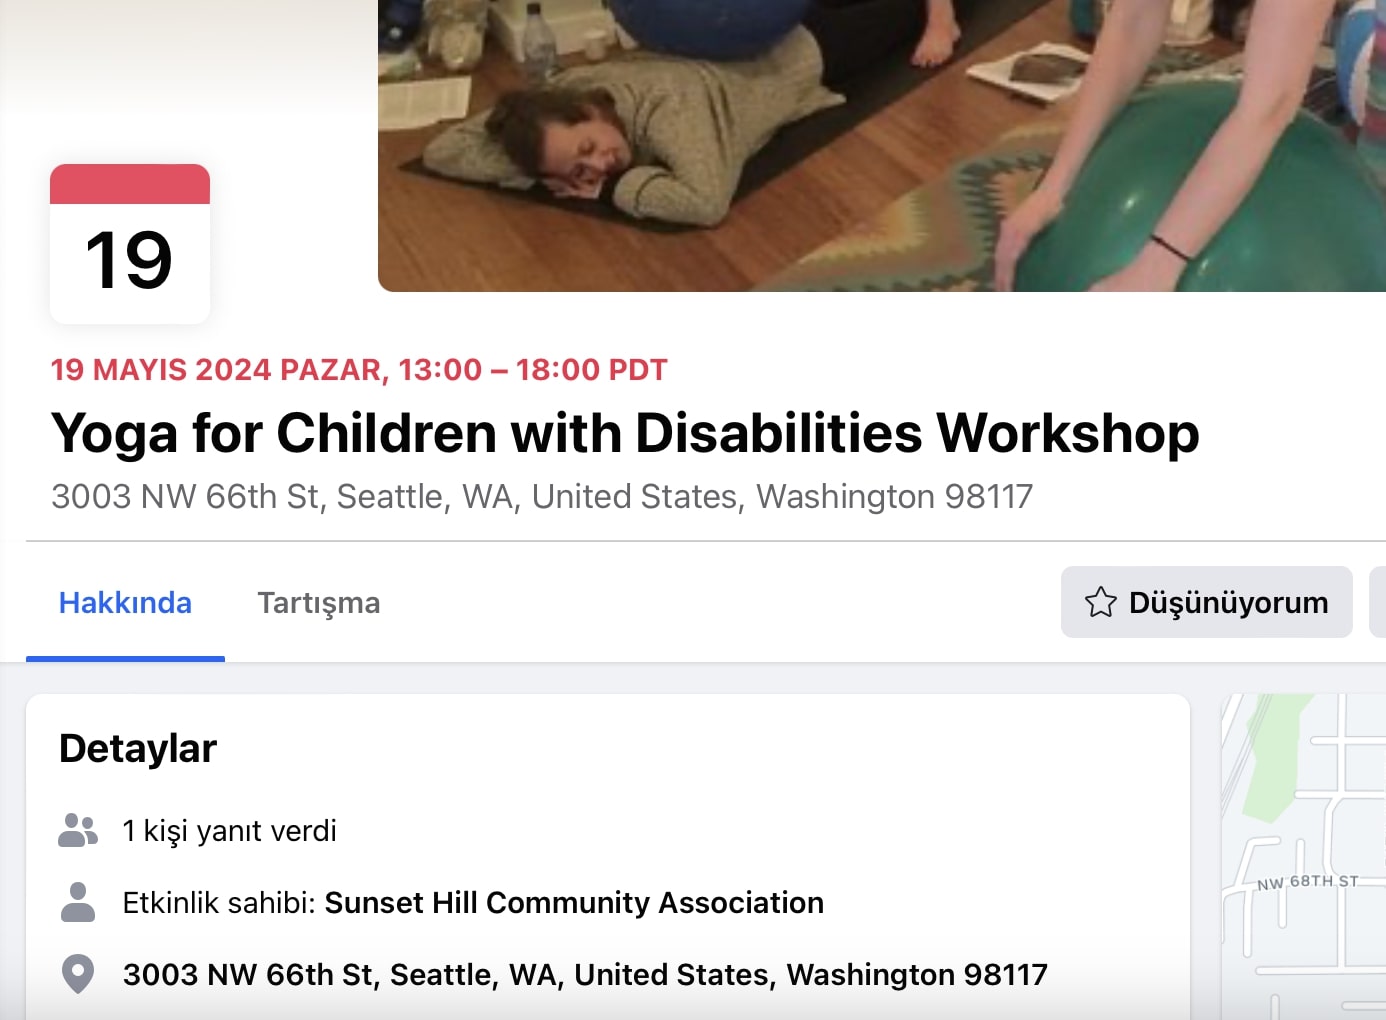 19
19 MAYIS 2024 PAZAR, 13:00 – 18:00 PDT
Yoga for Children with Disabilities Workshop
3003 NW 66th St, Seattle, WA, United States, Washington 98117
Hakkında
Tartışma
Düşünüyorum
Detaylar
1 kişi yanıt verdi
Etkinlik sahibi: Sunset Hill Community Association
3003 NW 66th St, Seattle, WA, United States, Washington 98117
NW 68TH ST